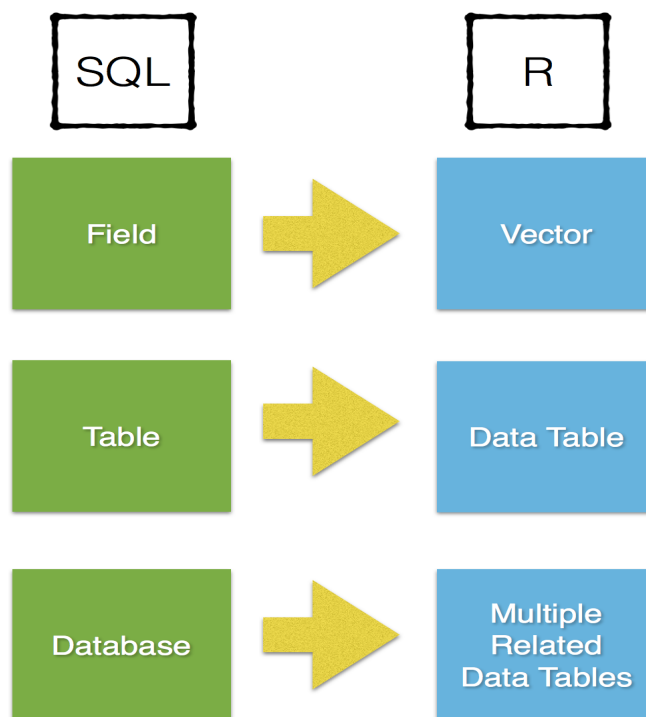 SQL
R
Field
Vector
Table
Data Table
Database
Multiple
Related
Data Tables